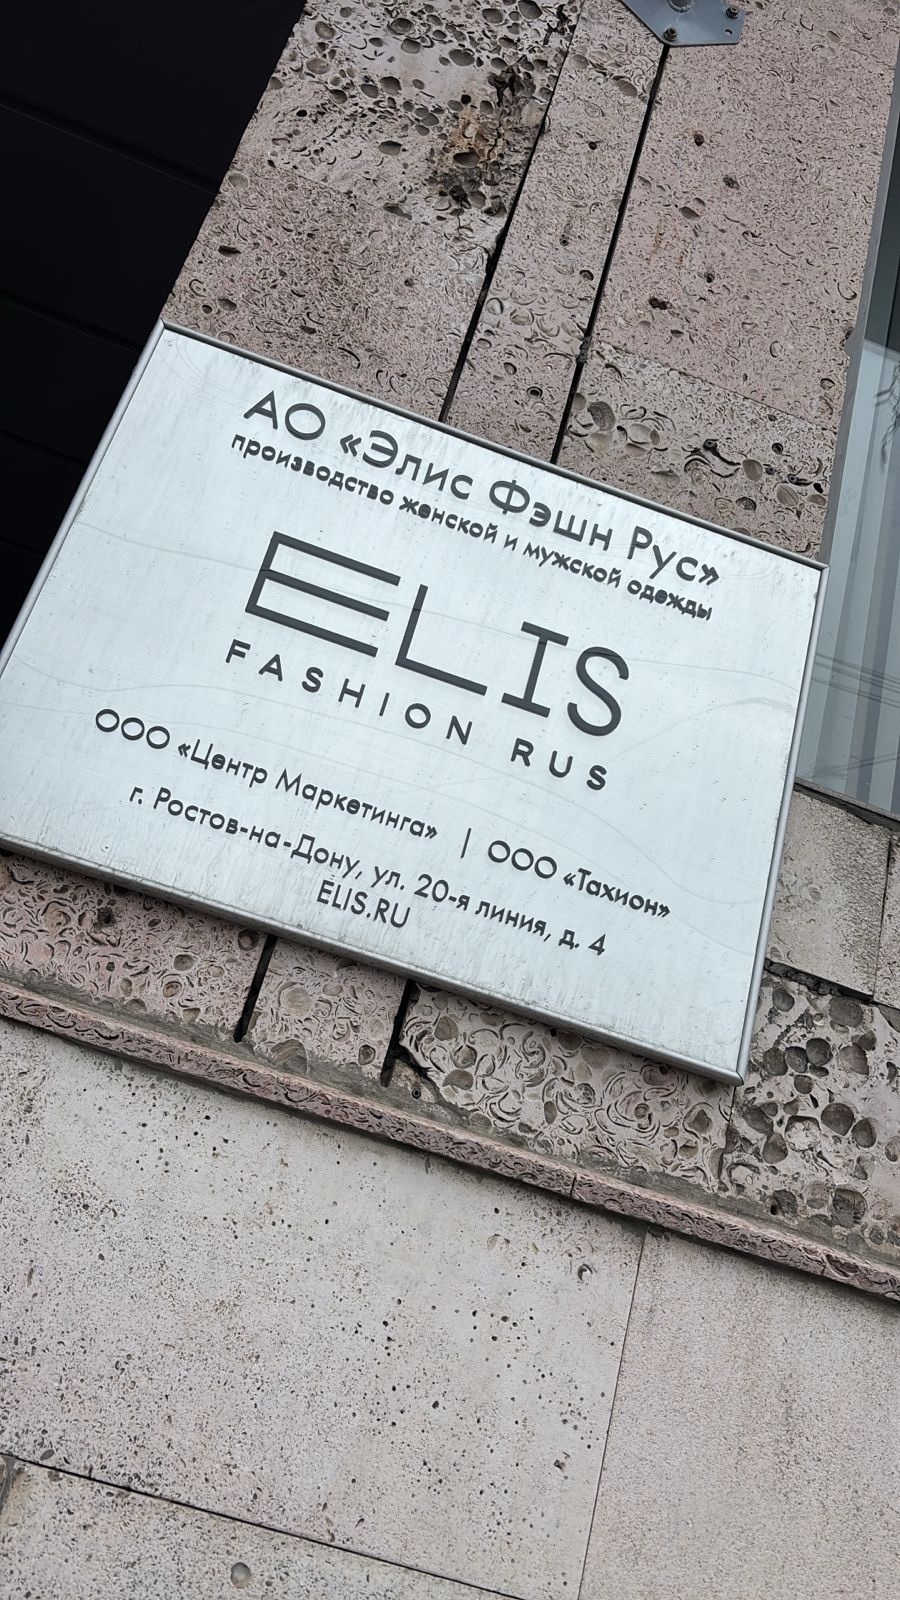 АО «Элис Фэшн Рус»
производство женской и мужской одежды
ELIS
FASHION RUS
ООО «Центр Маркетинга» | ООО «Тахион»
г. Ростов-на-Дону, ул. 20-я линия, д. 4
ELIS.RU